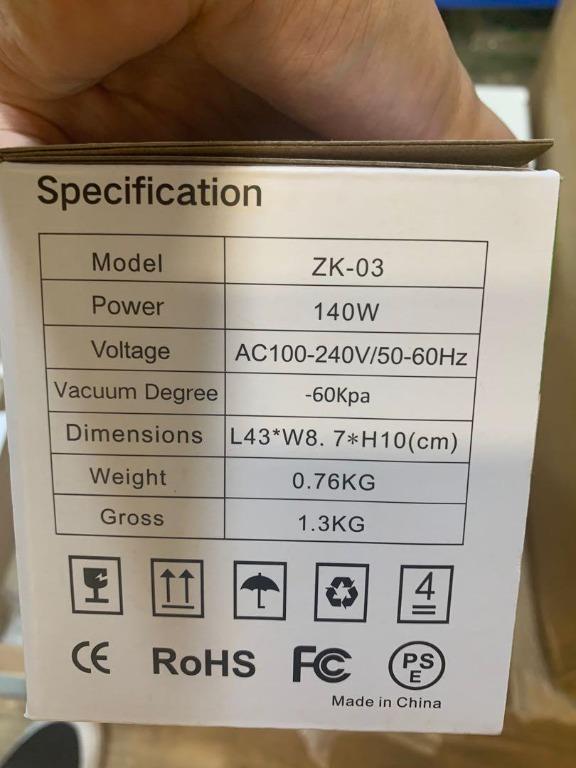 Specification
Model ZK-03
Power 140W
Voltage AC100-240V/50-60Hz
Vacuum Degree -60Kpa
Dimensions L43*W8. 7*H10(cm)
Weight 0.76KG
Gross 1.3KG
4
CE RoHS FC PS
E
Made in China